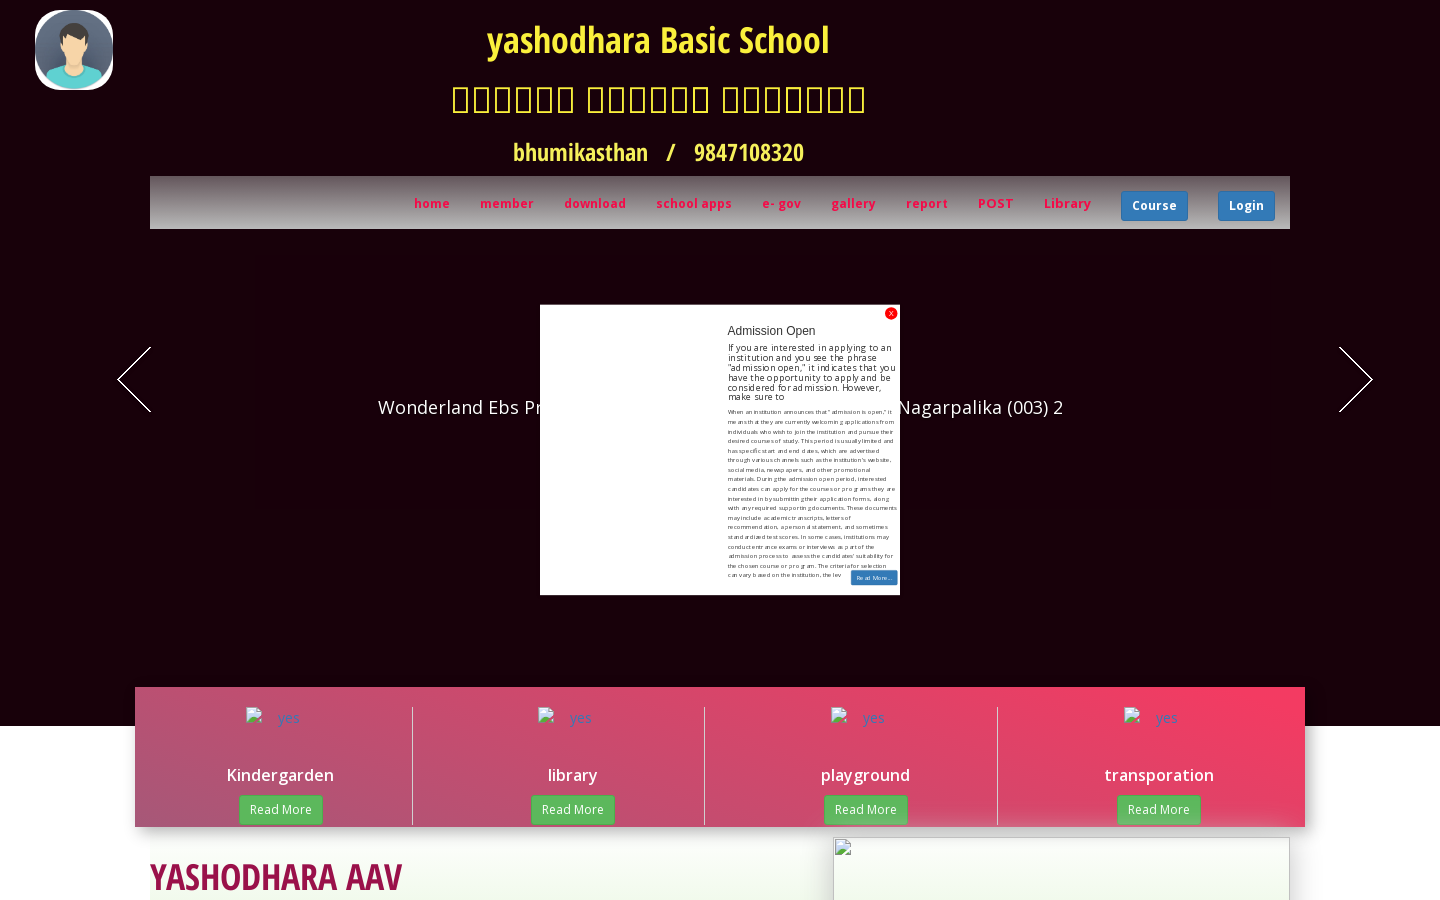 yashodhara Basic School
bhumikasthan / 9847108320
home member download school apps e- gov gallery report POST Library Course Login
X
Admission Open
If you are interested in applying to an
institution and you see the phrase
"admission open," it indicates that you
have the opportunity to apply and be
considered for admission. However,
make sure to
When an institution announces that "admission is open," it
means that they are currently welcoming applications from
individuals who wish to join the institution and pursue their
desired courses of study. This period is usually limited and
has specific start and end dates, which are advertised
through various channels such as the institution's website,
social media, newspapers, and other promotional
materials. During the admission open period, interested
candidates can apply for the courses or programs they are
interested in by submitting their application forms, along
with any required supporting documents. These documents
may include academic transcripts, letters of
recommendation, a personal statement, and sometimes
standardized test scores. In some cases, institutions may
conduct entrance exams or interviews as part of the
admission process to assess the candidates' suitability for
the chosen course or program. The criteria for selection
can vary based on the institution, the lev
Read More...
Wonderland Ebs Nagarpalika (003) 2
yes yes yes yes
Kindergarden library playground transporation
Read More Read More Read More Read More
YASHODHARA AAV